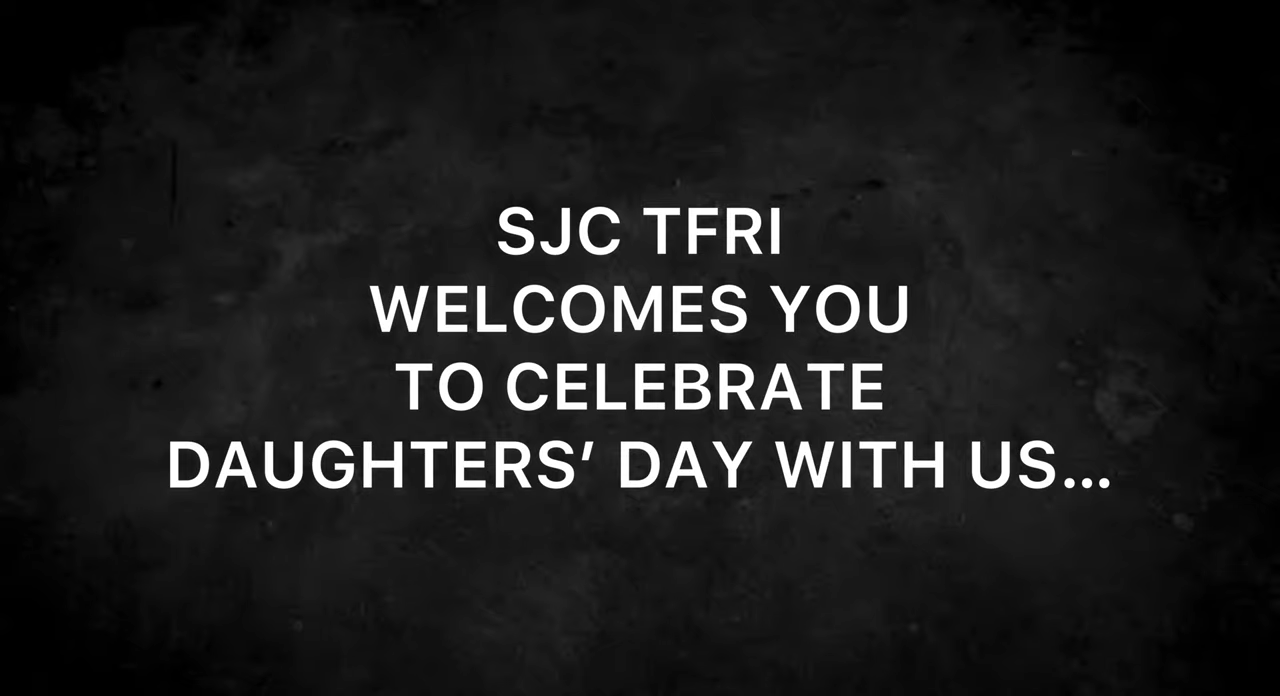 SJC TFRI
WELCOMES YOU
TO CELEBRATE
DAUGHTERS’ DAY WITH US...